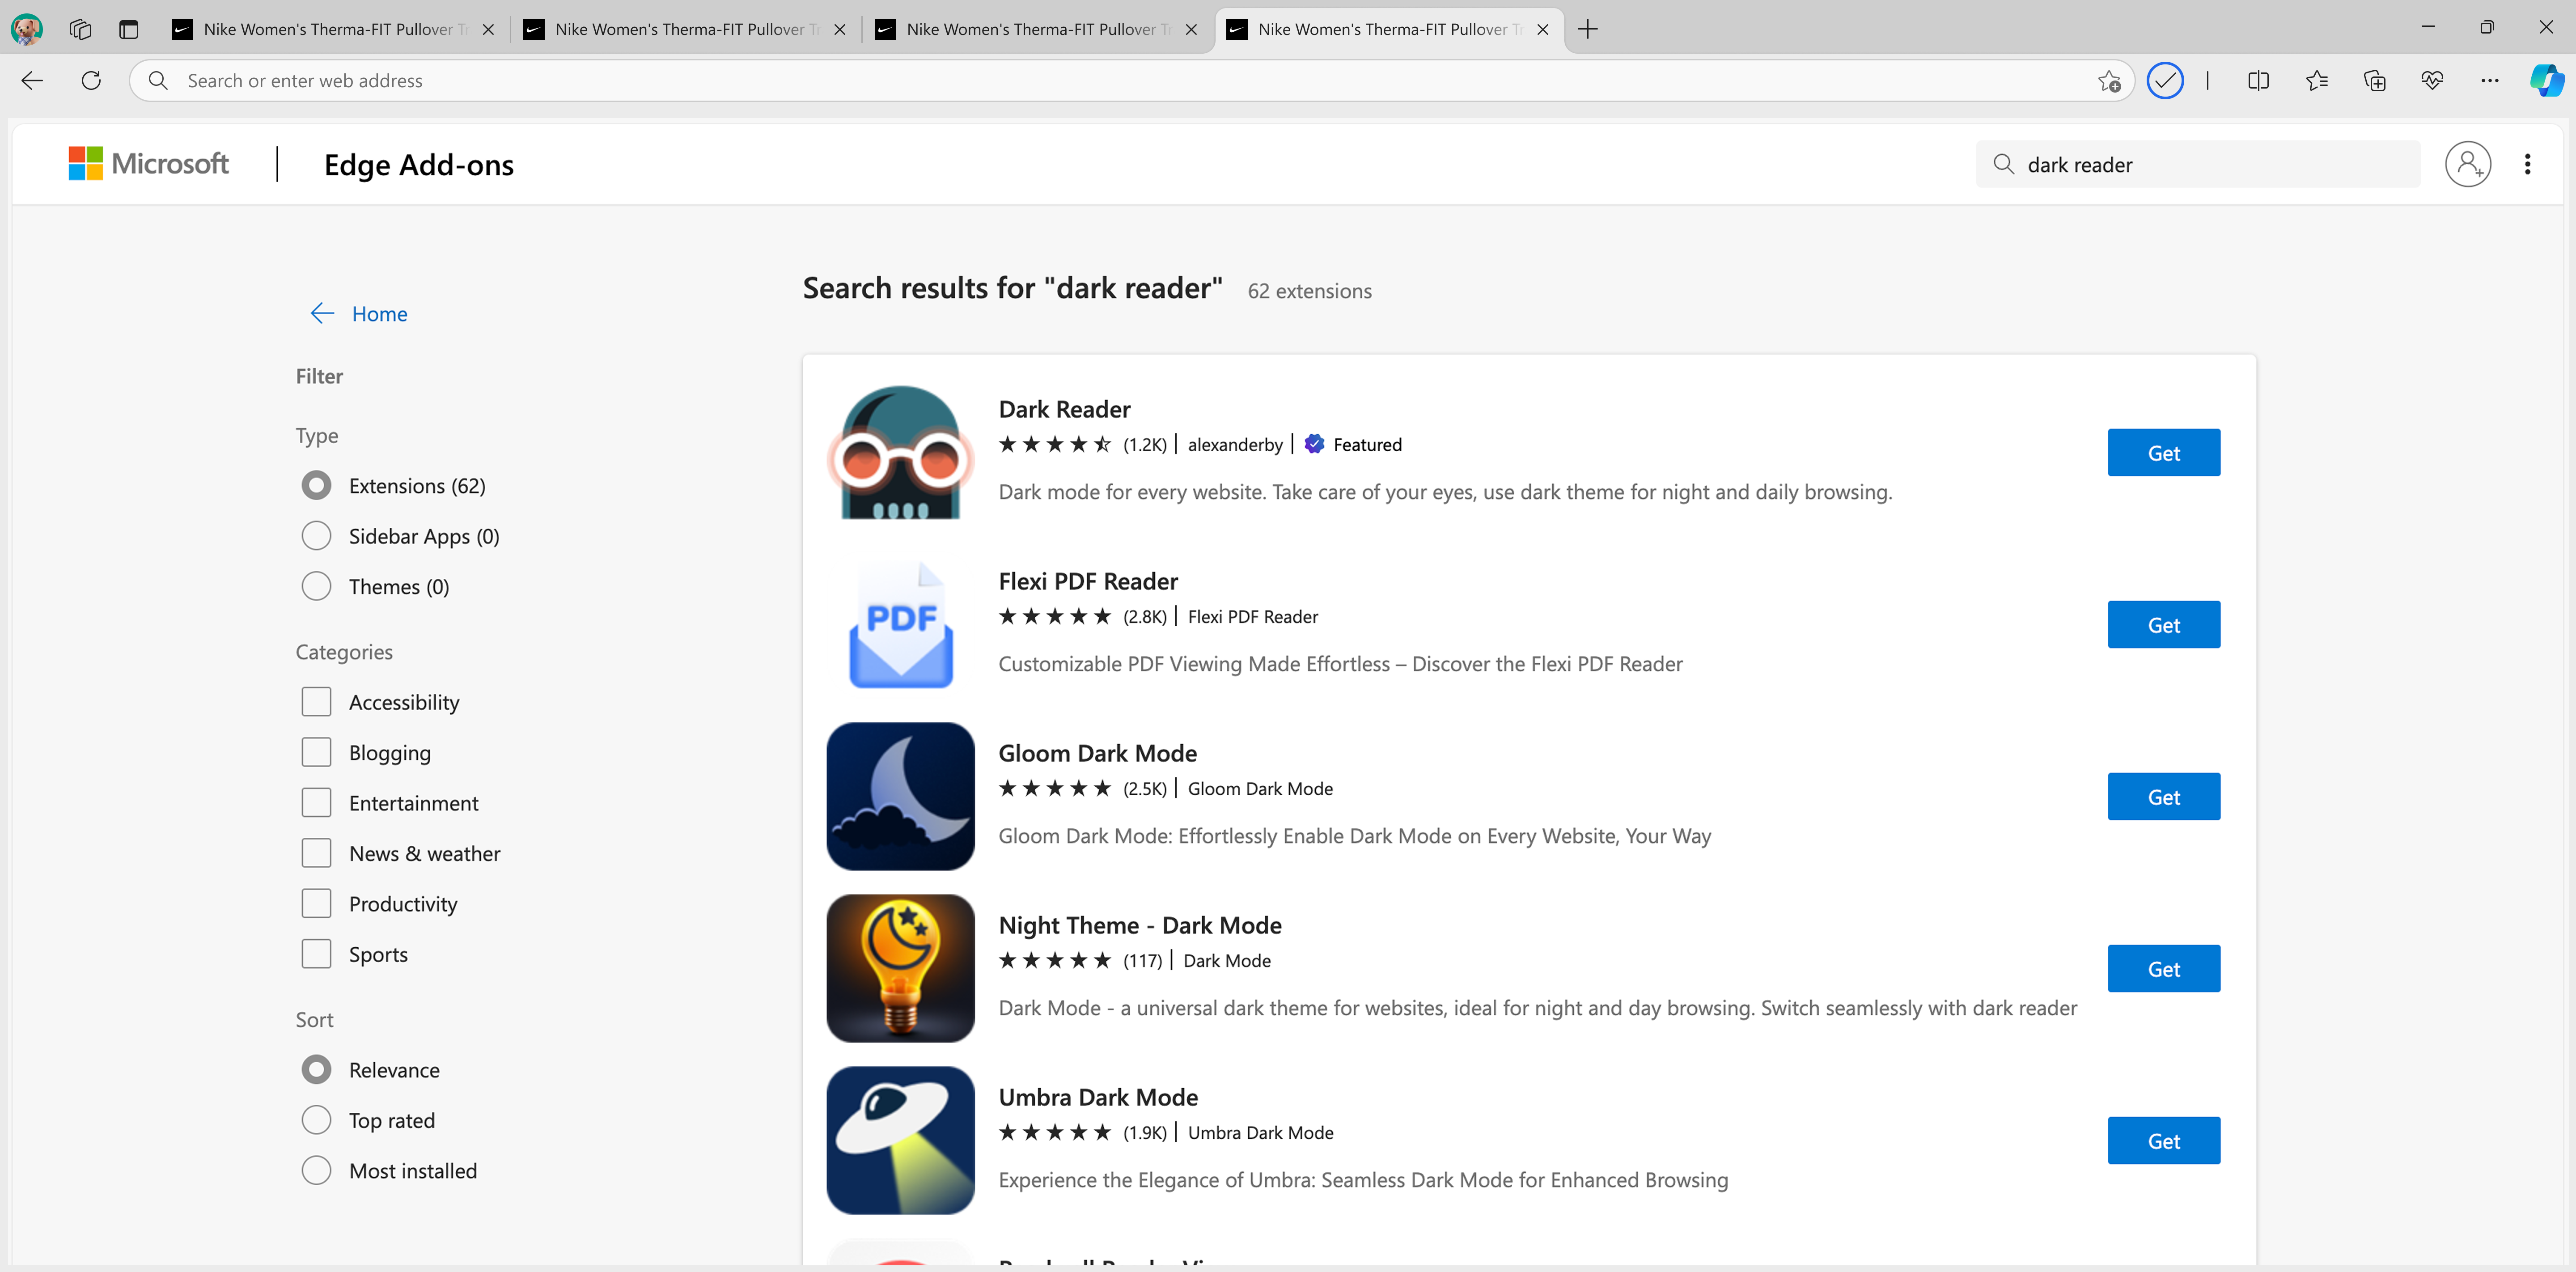 Nike Women's Therma-FIT Pullover
Nike Women's Therma-FIT Pullover
Nike Women's Therma-FIT Pullover
Nike Women's Therma-FIT Pullover
Search or enter web address
Microsoft
Edge Add-ons
dark reader
Home
Filter
Type
Extensions (62)
Sidebar Apps (0)
Themes (0)
Categories
Accessibility
Blogging
Entertainment
News & weather
Productivity
Sports
Sort
Relevance
Top rated
Most installed
Search results for "dark reader" 62 extensions
Dark Reader
(1.2K) | alexanderby | Featured
Dark mode for every website. Take care of your eyes, use dark theme for night and daily browsing.
Get
PDF
Flexi PDF Reader
(2.8K) | Flexi PDF Reader
Customizable PDF Viewing Made Effortless – Discover the Flexi PDF Reader
Get
Gloom Dark Mode
(2.5K) | Gloom Dark Mode
Gloom Dark Mode: Effortlessly Enable Dark Mode on Every Website, Your Way
Get
Night Theme - Dark Mode
(117) | Dark Mode
Dark Mode - a universal dark theme for websites, ideal for night and day browsing. Switch seamlessly with dark reader
Get
Umbra Dark Mode
(1.9K) | Umbra Dark Mode
Experience the Elegance of Umbra: Seamless Dark Mode for Enhanced Browsing
Get